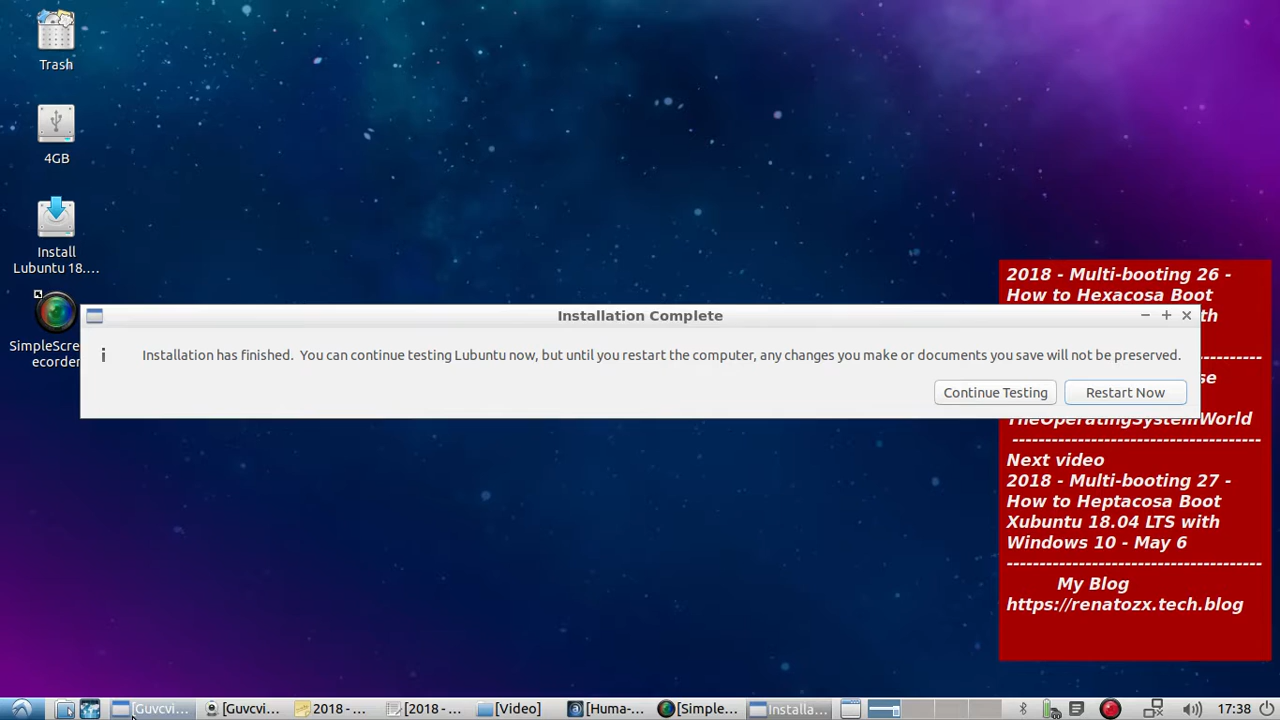 Trash
4GB
Install
Lubuntu 18....
SimpleScre
ecorder
2018 - Multi-booting 26 -
How to Hexacosa Boot
th
Installation Complete
Installation has finished.  You can continue testing Lubuntu now, but until you restart the computer, any changes you make or documents you save will not be preserved.
Continue Testing
Restart Now
-------
se
TheOperatingSystemWorld
--------------------------------------
Next video
2018 - Multi-booting 27 -
How to Heptacosa Boot
Xubuntu 18.04 LTS with
Windows 10 - May 6
---------------------------------------
My Blog
https://renatozx.tech.blog
[Guvcvi...
[Guvcvi...
2018 - ...
[2018 - ...
[Video]
[Huma-...
[Simple...
Installa...
17:38